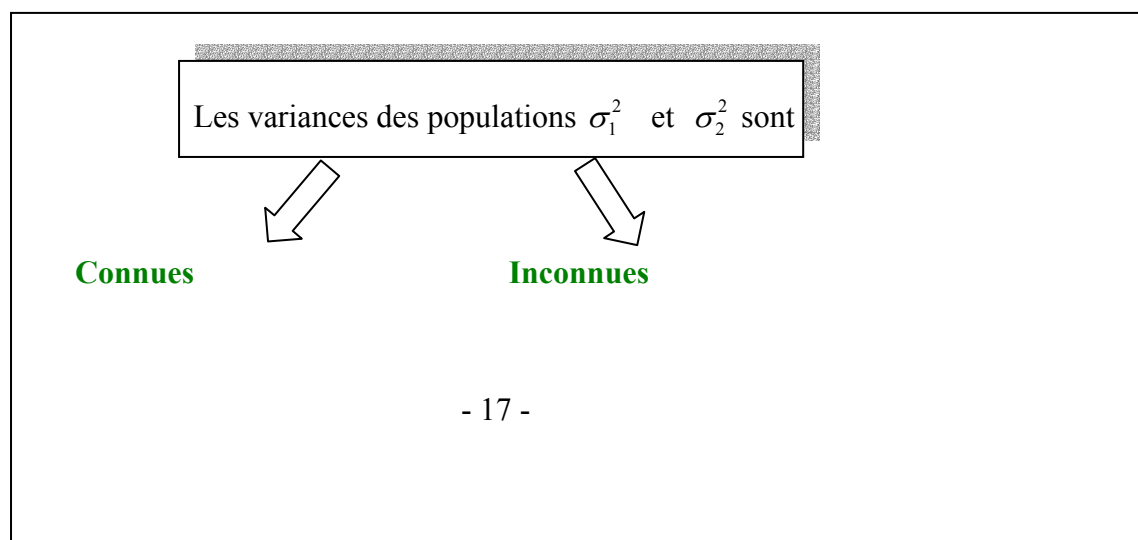 Les variances des populations σ₁² et σ₂² sont
Connues Inconnues
- 17 -